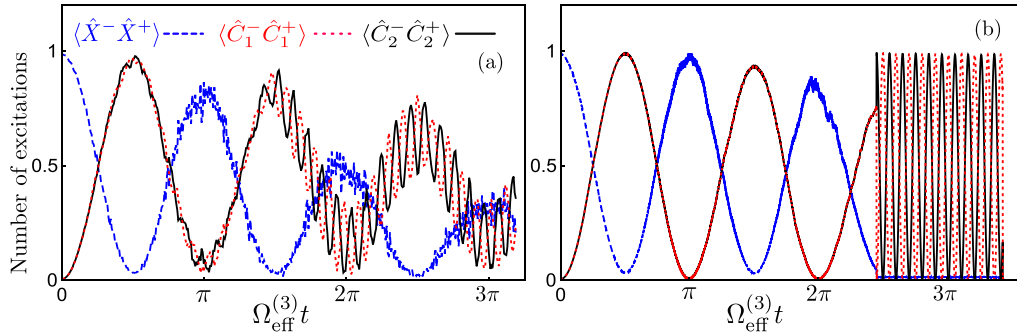 ⟨X̂⁻X̂⁺⟩ ⟨Ĉ₁⁻Ĉ₁⁺⟩ ⟨Ĉ₂⁻Ĉ₂⁺⟩
(a) (b)
Number of excitations
1 0.5 0
0 π 2π 3π
Ω_eff^(3) t
1 0.5 0
0 π 2π 3π
Ω_eff^(3) t